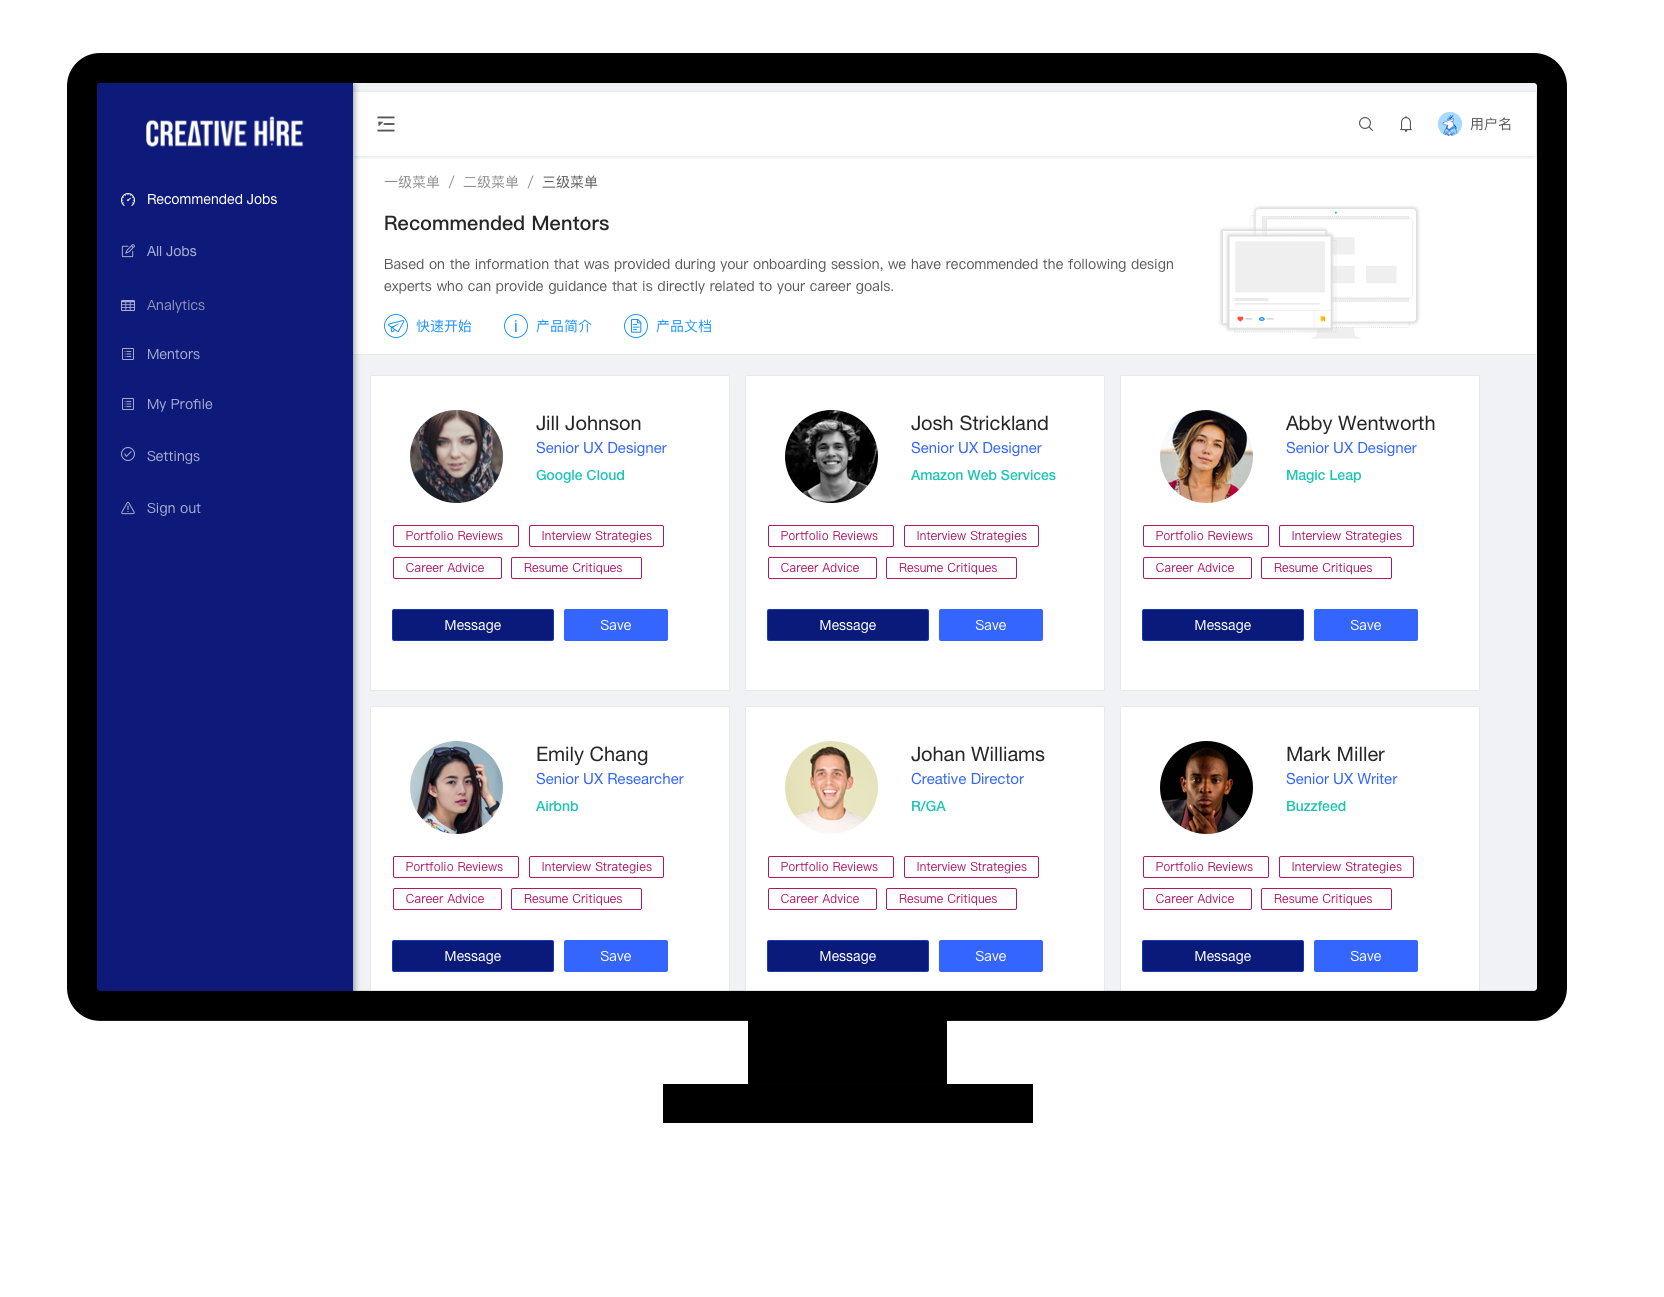 CREATIVE HIRE
Recommended Jobs
All Jobs
Analytics
Mentors
My Profile
Settings
Sign out
用户名
一级菜单 / 二级菜单 / 三级菜单
Recommended Mentors
Based on the information that was provided during your onboarding session, we have recommended the following design
experts who can provide guidance that is directly related to your career goals.
快速开始 产品简介 产品文档
Jill Johnson
Senior UX Designer
Google Cloud
Portfolio Reviews Interview Strategies
Career Advice Resume Critiques
Message Save
Josh Strickland
Senior UX Designer
Amazon Web Services
Portfolio Reviews Interview Strategies
Career Advice Resume Critiques
Message Save
Abby Wentworth
Senior UX Designer
Magic Leap
Portfolio Reviews Interview Strategies
Career Advice Resume Critiques
Message Save
Emily Chang
Senior UX Researcher
Airbnb
Portfolio Reviews Interview Strategies
Career Advice Resume Critiques
Message Save
Johan Williams
Creative Director
R/GA
Portfolio Reviews Interview Strategies
Career Advice Resume Critiques
Message Save
Mark Miller
Senior UX Writer
Buzzfeed
Portfolio Reviews Interview Strategies
Career Advice Resume Critiques
Message Save